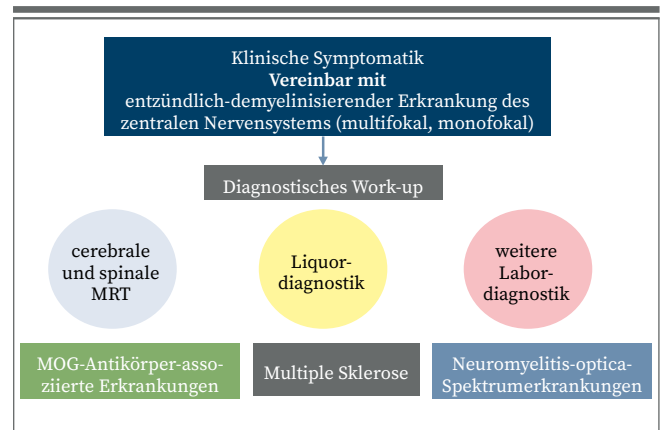 Klinische Symptomatik
Vereinbar mit
entzündlich-demyelinisierender Erkrankung des
zentralen Nervensystems (multifokal, monofokal)
Diagnostisches Work-up
cerebrale
und spinale
MRT
Liquor-
diagnostik
weitere
Labor-
diagnostik
MOG-Antikörper-asso-
ziierte Erkrankungen
Multiple Sklerose
Neuromyelitis-optica-
Spektrumerkrankungen